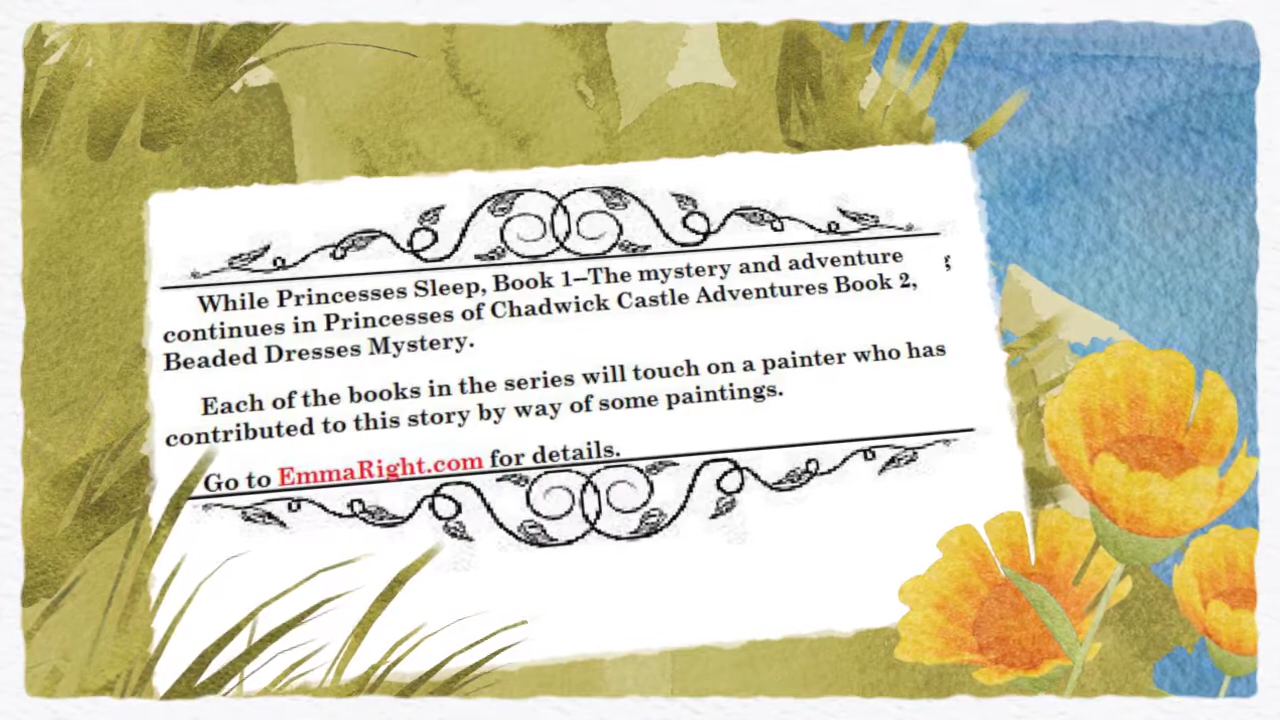 While Princesses Sleep, Book 1–The mystery and adventure
continues in Princesses of Chadwick Castle Adventures Book 2,
Beaded Dresses Mystery.
Each of the books in the series will touch on a painter who has
contributed to this story by way of some paintings.
Go to EmmaRight.com for details.